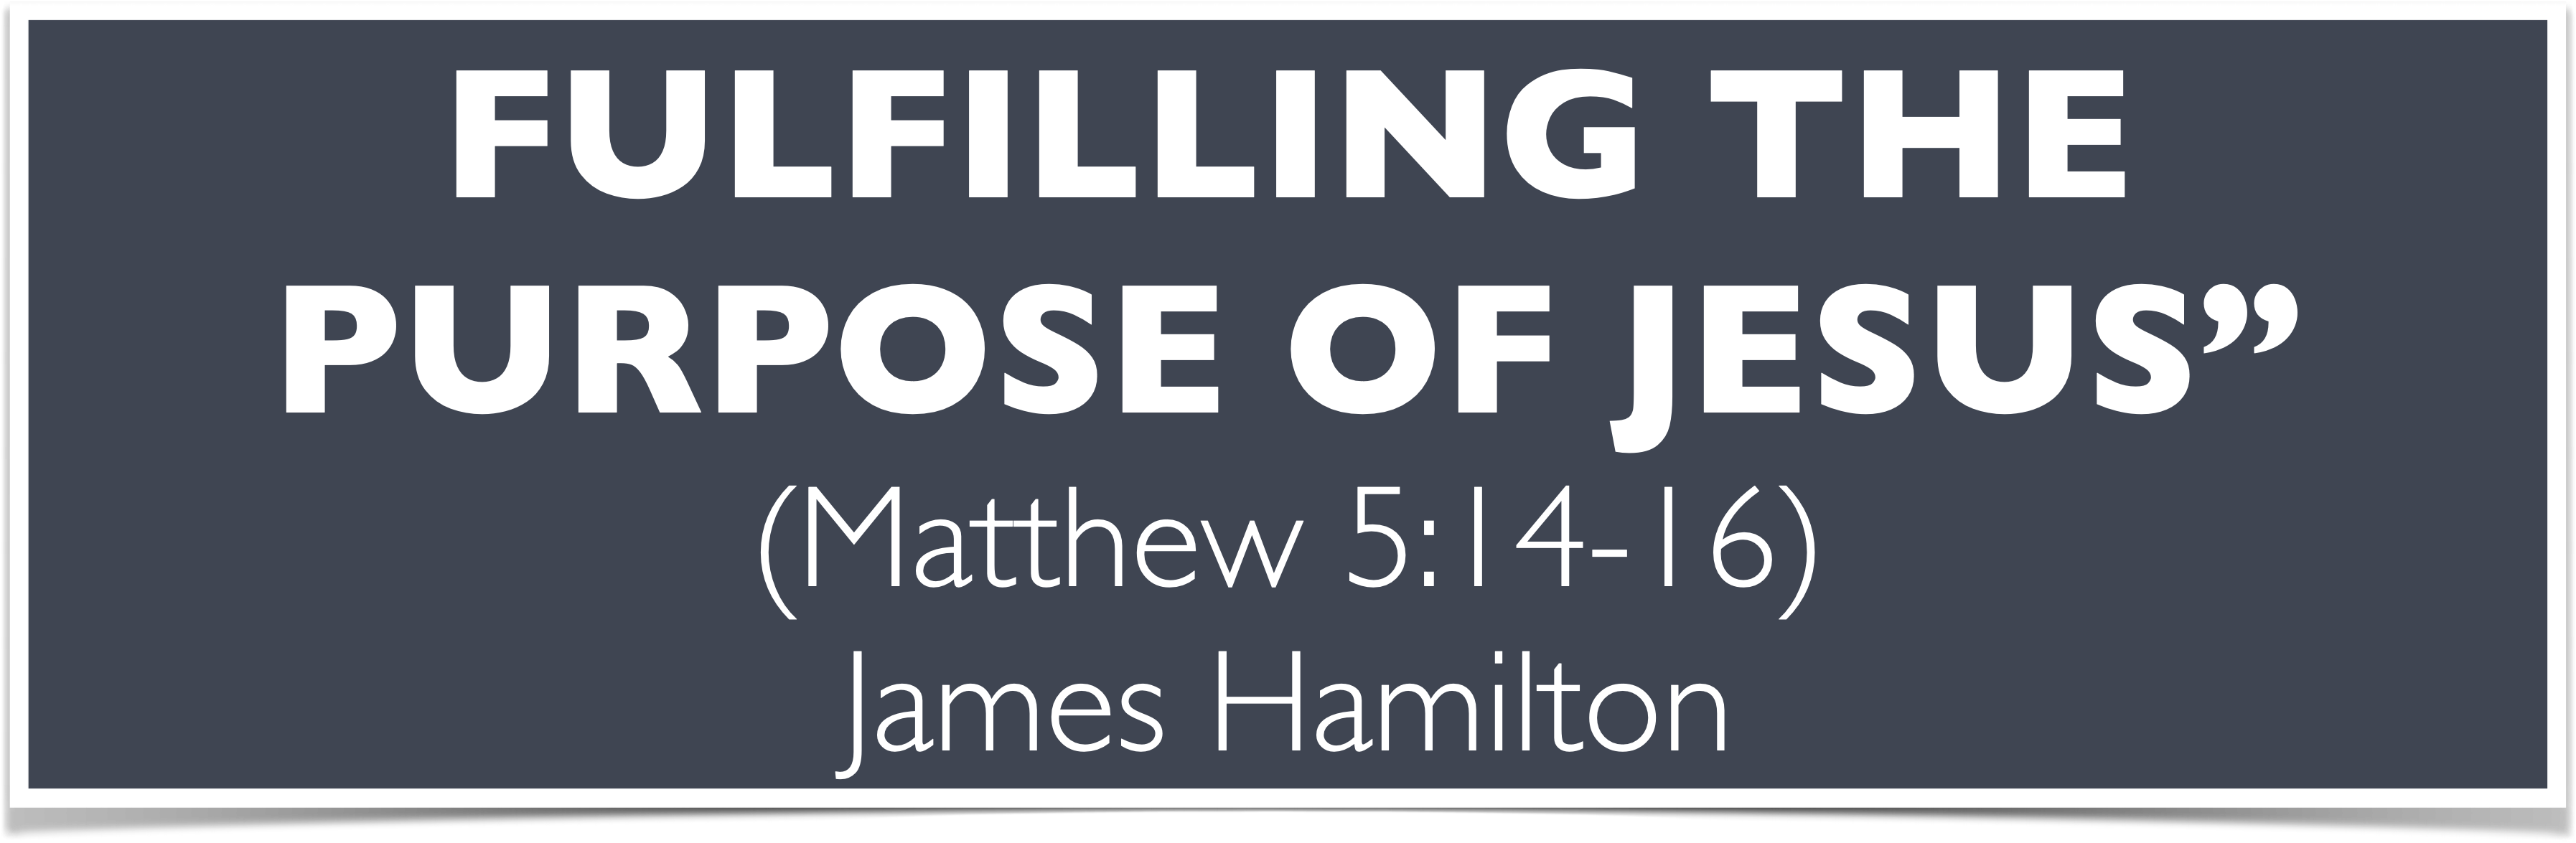 FULFILLING THE
PURPOSE OF JESUS”
(Matthew 5:14-16)
James Hamilton